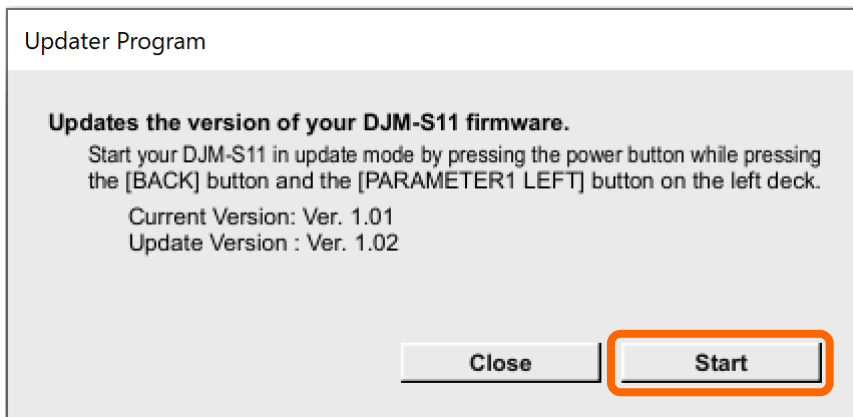 Updater Program
Updates the version of your DJM-S11 firmware.
Start your DJM-S11 in update mode by pressing the power button while pressing
the [BACK] button and the [PARAMETER1 LEFT] button on the left deck.
Current Version: Ver. 1.01
Update Version : Ver. 1.02
Close Start